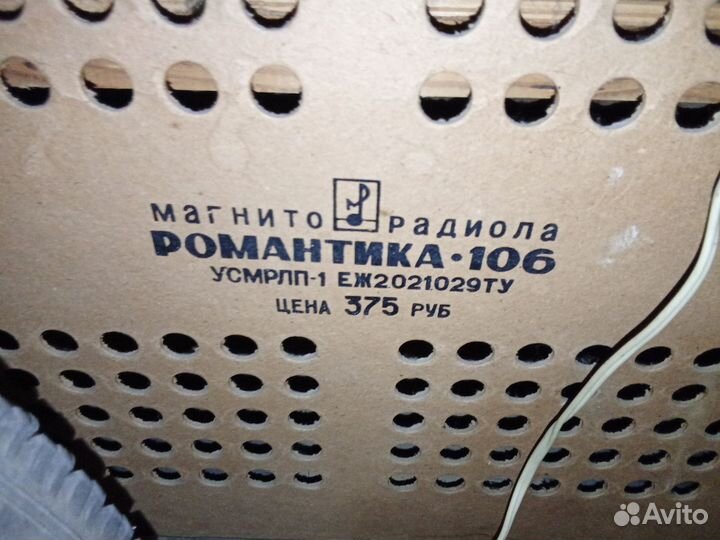 магнито радиола
РОМАНТИКА·106
УСМРЛП-1 ЕЖ2021029ТУ
ЦЕНА 375 РУБ
Avito